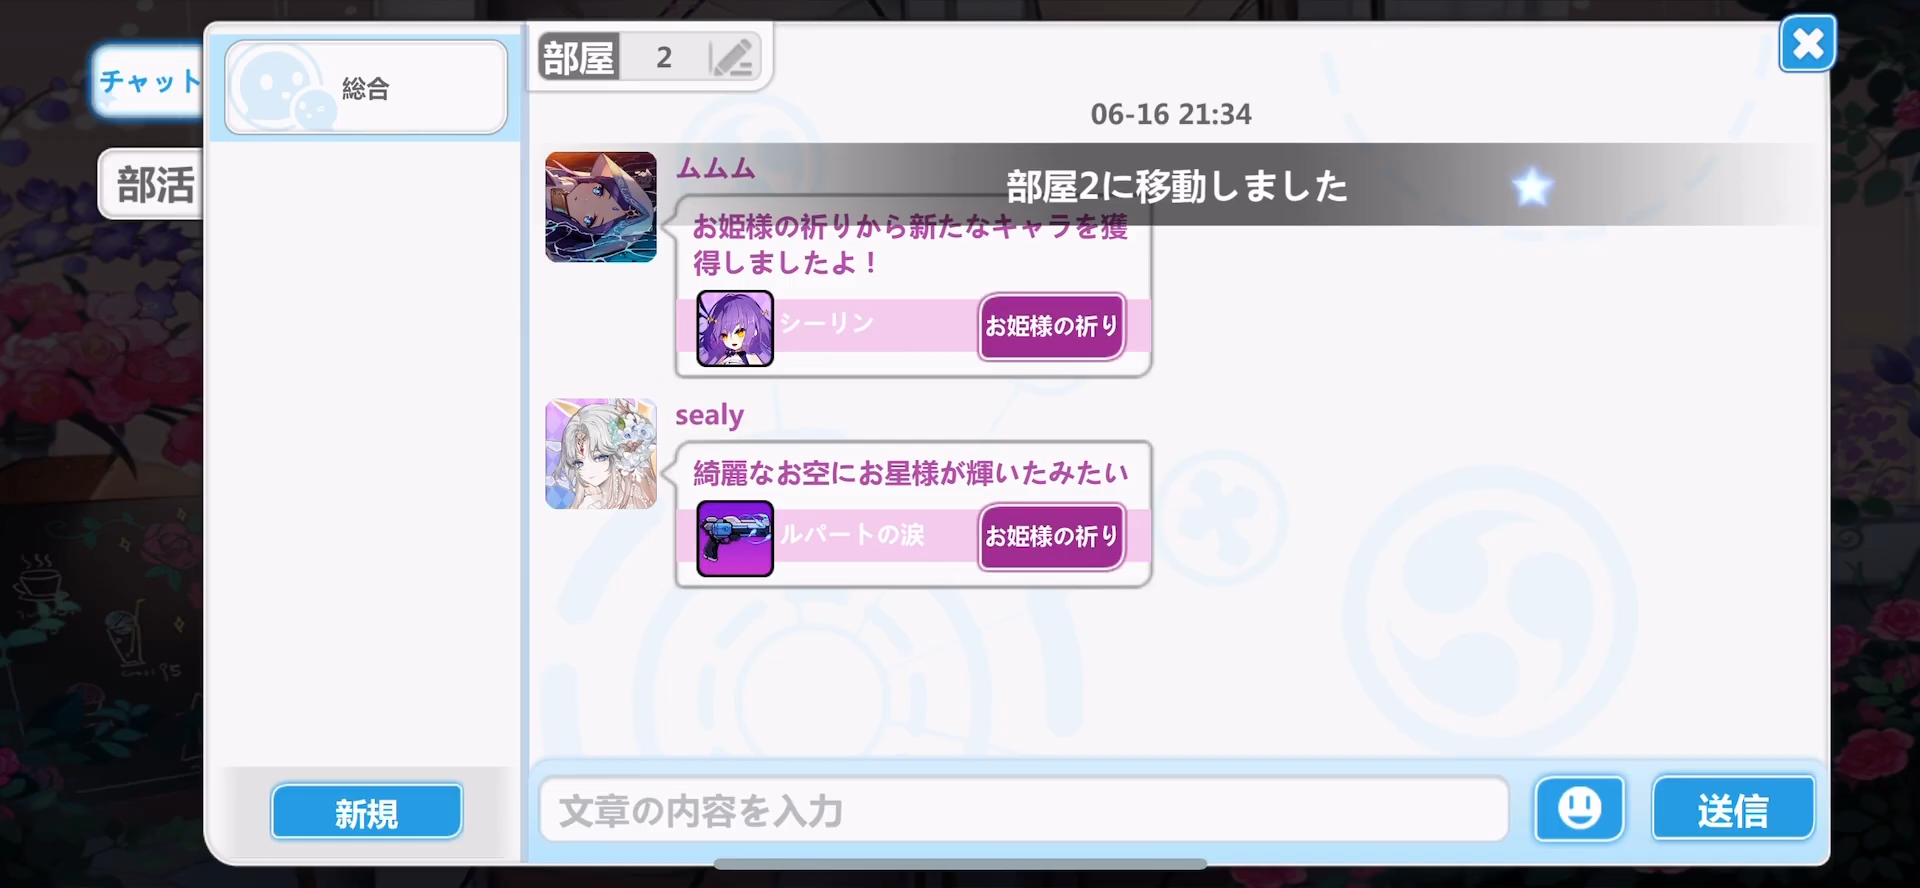 チャット
部活
総合
部屋 2
06-16 21:34
部屋2に移動しました
ムムム
お姫様の祈りから新たなキャラを獲
得しましたよ！
シーリン
お姫様の祈り
sealy
綺麗なお空にお星様が輝いたみたい
ルパートの涙
お姫様の祈り
新規
文章の内容を入力
送信